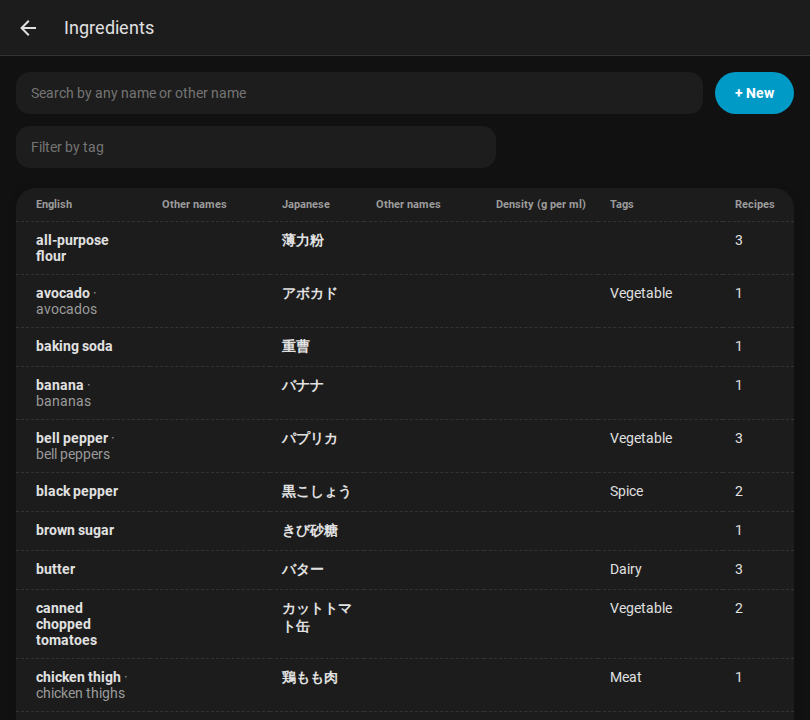 Ingredients
Search by any name or other name
+ New
Filter by tag
English Other names Japanese Other names Density (g per ml) Tags Recipes
all-purpose 薄力粉 3
flour
avocado · アボカド Vegetable 1
avocados
baking soda 重曹 1
banana · バナナ 1
bananas
bell pepper · パプリカ Vegetable 3
bell peppers
black pepper 黒こしょう Spice 2
brown sugar きび砂糖 1
butter バター Dairy 3
canned カットトマ Vegetable 2
chopped ト缶
tomatoes
chicken thigh · 鶏もも肉 Meat 1
chicken thighs